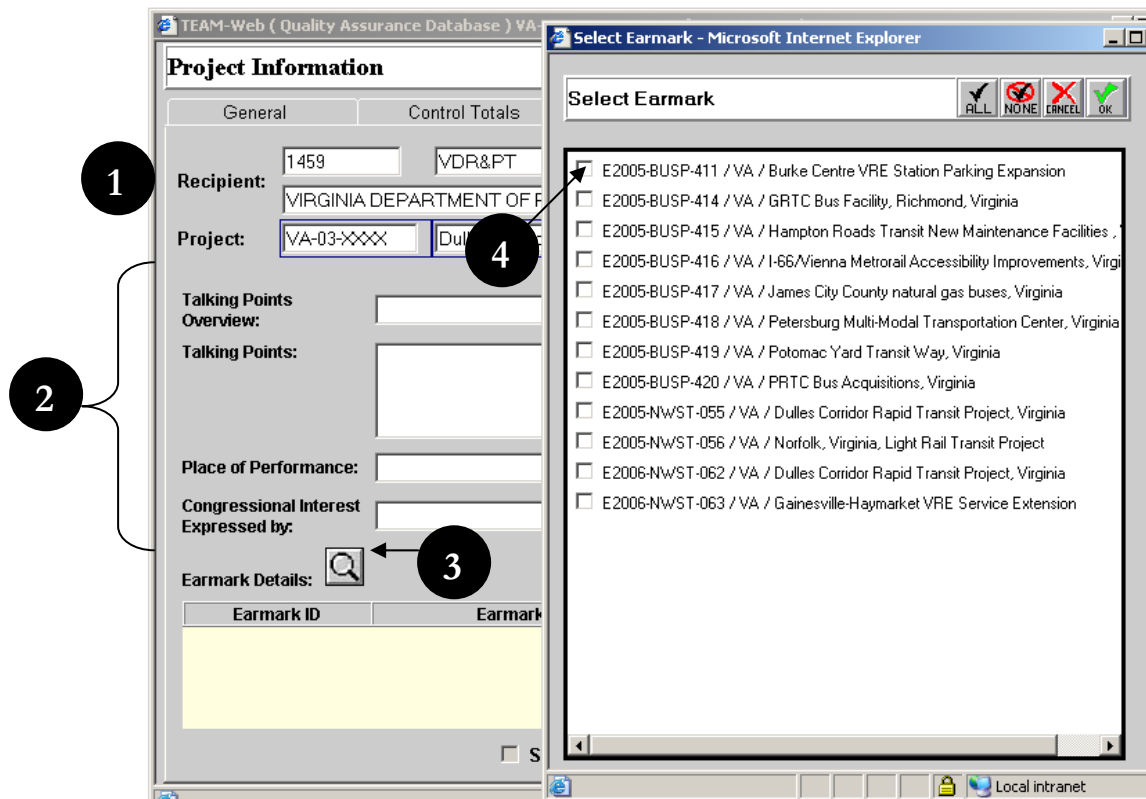 TEAM-Web ( Quality Assurance Database ) VA-
Project Information
General
Control Totals
1
Recipient:
1459
VDR&PT
VIRGINIA DEPARTMENT OF
Project:
VA-03-XXXX
2
Talking Points
Overview:
Talking Points:
Place of Performance:
Congressional Interest
Expressed by:
3
Earmark Details:
Earmark ID
Earmark
S
Select Earmark - Microsoft Internet Explorer
Select Earmark
ALL
NONE
CANCEL
OK
4
E2005-BUSP-411 / VA / Burke Centre VRE Station Parking Expansion
E2005-BUSP-414 / VA / GRTC Bus Facility, Richmond, Virginia
E2005-BUSP-415 / VA / Hampton Roads Transit New Maintenance Facilities ,
E2005-BUSP-416 / VA / I-66/Vienna Metrorail Accessibility Improvements, Virgi
E2005-BUSP-417 / VA / James City County natural gas buses, Virginia
E2005-BUSP-418 / VA / Petersburg Multi-Modal Transportation Center, Virginia
E2005-BUSP-419 / VA / Potomac Yard Transit Way, Virginia
E2005-BUSP-420 / VA / PRTC Bus Acquisitions, Virginia
E2005-NWST-055 / VA / Dulles Corridor Rapid Transit Project, Virginia
E2005-NWST-056 / VA / Norfolk, Virginia, Light Rail Transit Project
E2006-NWST-062 / VA / Dulles Corridor Rapid Transit Project, Virginia
E2006-NWST-063 / VA / Gainesville-Haymarket VRE Service Extension
Local intranet